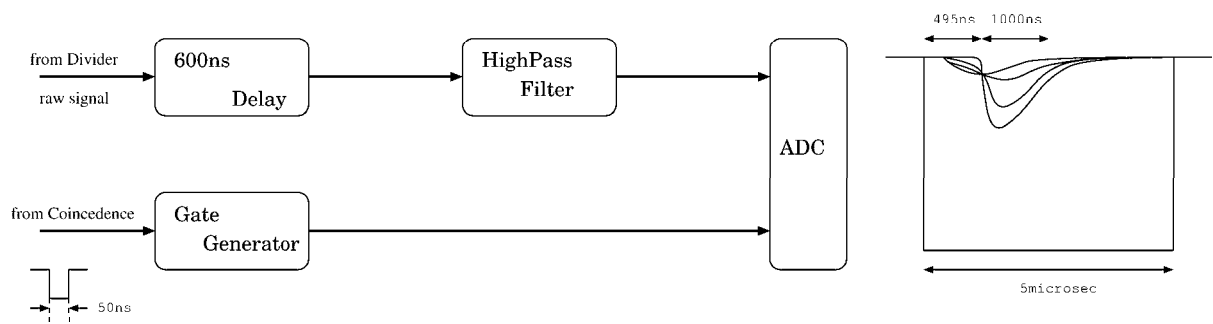 495ns 1000ns
from Divider
raw signal
600ns
Delay
HighPass
Filter
ADC
from Coincedence
Gate
Generator
50ns
5microsec